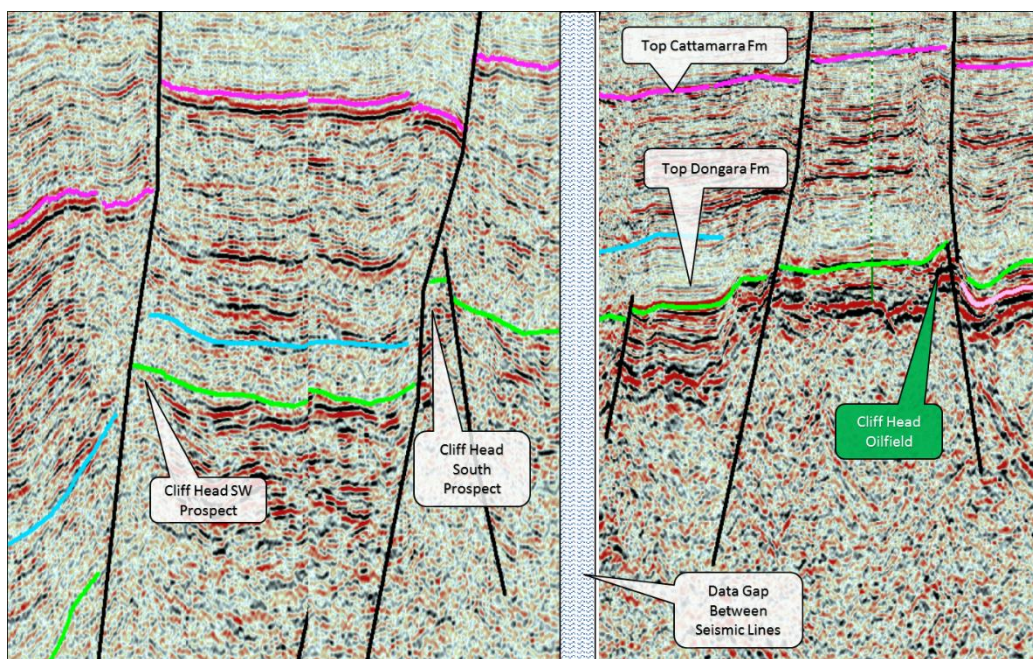 Top Cattamarra Fm
Top Dongara Fm
Cliff Head SW
Prospect
Cliff Head
South
Prospect
Cliff Head
Oilfield
Data Gap
Between
Seismic Lines